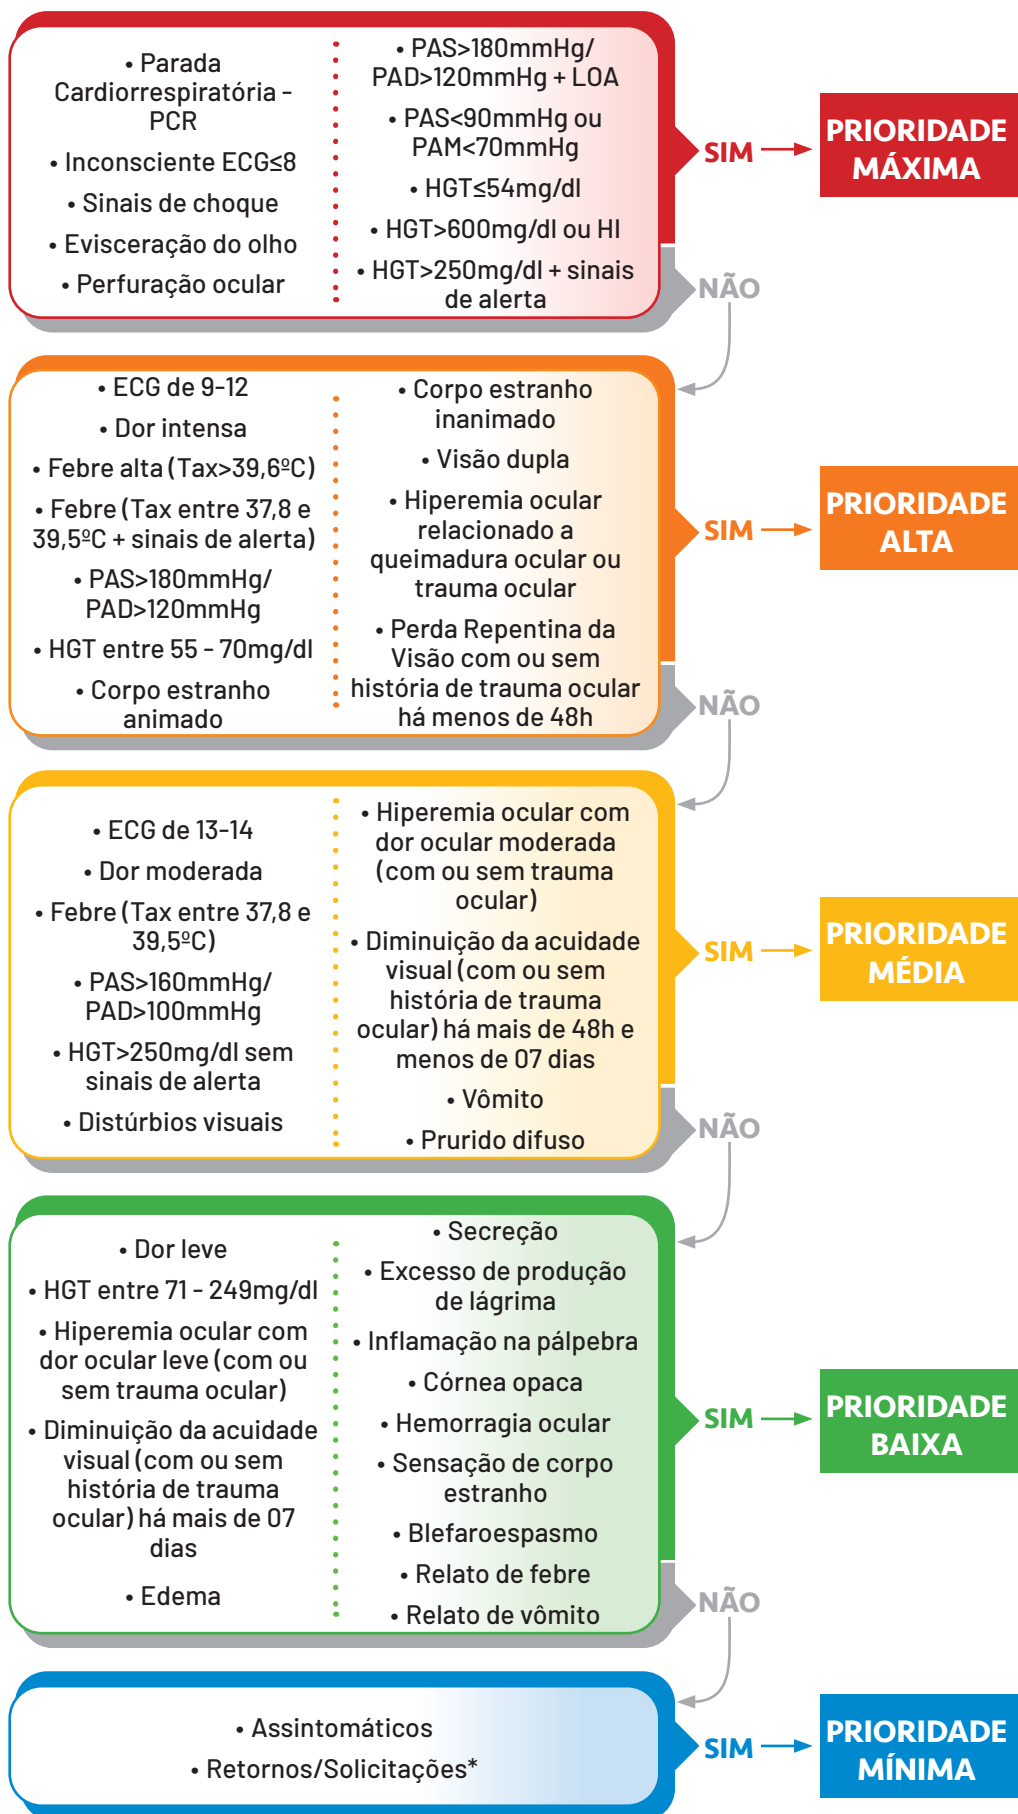 • Parada
Cardiorrespiratória -
PCR
• Inconsciente ECG≤8
• Sinais de choque
• Evisceração do olho
• Perfuração ocular
• PAS>180mmHg/
PAD>120mmHg + LOA
• PAS<90mmHg ou
PAM<70mmHg
• HGT≤54mg/dl
• HGT>600mg/dl ou HI
• HGT>250mg/dl + sinais
de alerta
SIM
PRIORIDADE
MÁXIMA
NÃO
• ECG de 9-12
• Dor intensa
• Febre alta (Tax>39,6ºC)
• Febre (Tax entre 37,8 e
39,5ºC + sinais de alerta)
• PAS>180mmHg/
PAD>120mmHg
• HGT entre 55 - 70mg/dl
• Corpo estranho
animado
• Corpo estranho
inanimado
• Visão dupla
• Hiperemia ocular
relacionado a
queimadura ocular ou
trauma ocular
• Perda Repentina da
Visão com ou sem
história de trauma ocular
há menos de 48h
SIM
PRIORIDADE
ALTA
NÃO
• ECG de 13-14
• Dor moderada
• Febre (Tax entre 37,8 e
39,5ºC)
• PAS>160mmHg/
PAD>100mmHg
• HGT>250mg/dl sem
sinais de alerta
• Distúrbios visuais
• Hiperemia ocular com
dor ocular moderada
(com ou sem trauma
ocular)
• Diminuição da acuidade
visual (com ou sem
história de trauma
ocular) há mais de 48h e
menos de 07 dias
• Vômito
• Prurido difuso
SIM
PRIORIDADE
MÉDIA
NÃO
• Dor leve
• HGT entre 71 - 249mg/dl
• Hiperemia ocular com
dor ocular leve (com ou
sem trauma ocular)
• Diminuição da acuidade
visual (com ou sem
história de trauma
ocular) há mais de 07
dias
• Edema
• Secreção
• Excesso de produção
de lágrima
• Inflamação na pálpebra
• Córnea opaca
• Hemorragia ocular
• Sensação de corpo
estranho
• Blefaroespasmo
• Relato de febre
• Relato de vômito
SIM
PRIORIDADE
BAIXA
NÃO
• Assintomáticos
• Retornos/Solicitações*
SIM
PRIORIDADE
MÍNIMA